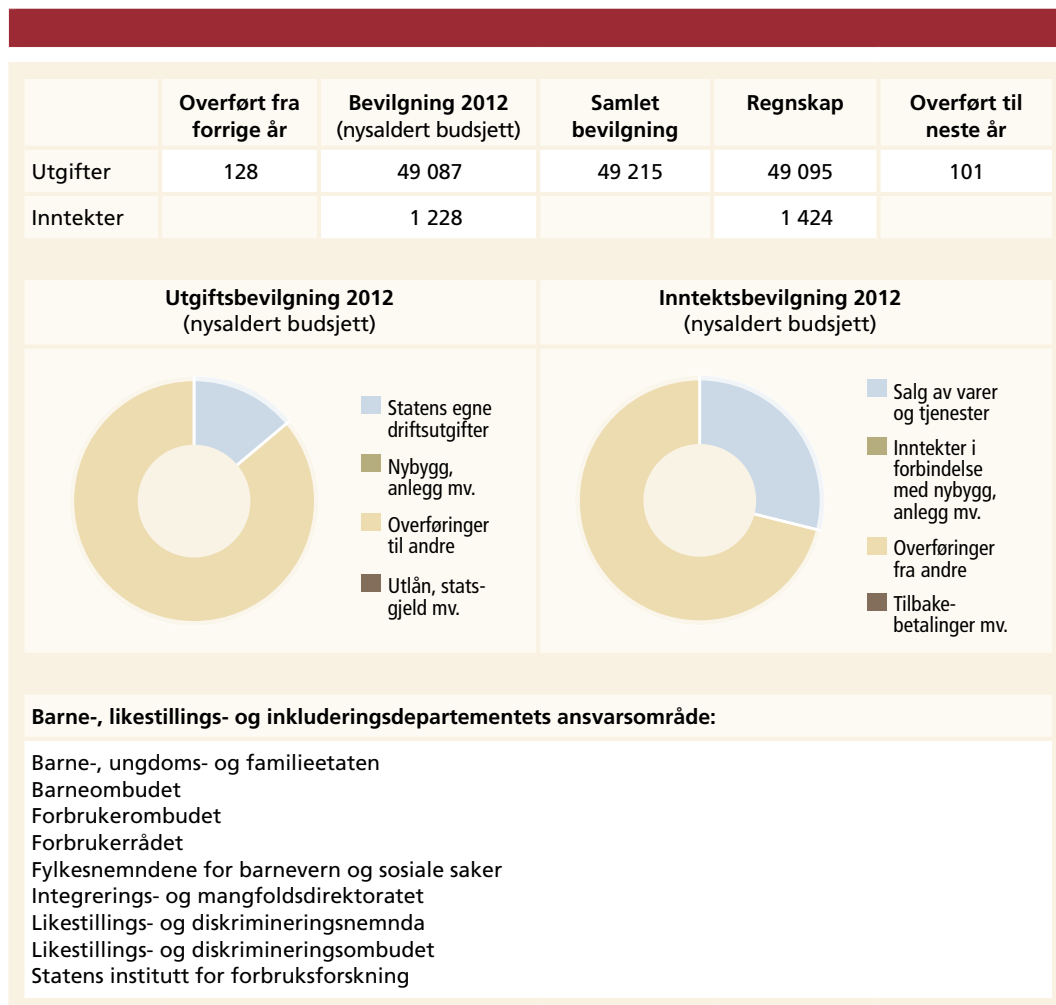 Overført fra forrige år
Bevilgning 2012 (nysaldert budsjett)
Samlet bevilgning
Regnskap
Overført til neste år
Utgifter 128 49 087 49 215 49 095 101
Inntekter 1 228 1 424
Utgiftsbevilgning 2012
(nysaldert budsjett)
Statens egne
driftsutgifter
Nybygg,
anlegg mv.
Overføringer
til andre
Utlån, stats-
gjeld mv.
Inntektsbevilgning 2012
(nysaldert budsjett)
Salg av varer
og tjenester
Inntekter i
forbindelse
med nybygg,
anlegg mv.
Overføringer
fra andre
Tilbake-
betalinger mv.
Barne-, likestillings- og inkluderingsdepartementets ansvarsområde:
Barne-, ungdoms- og familieetaten
Barneombudet
Forbrukerombudet
Forbrukerrådet
Fylkesnemndene for barnevern og sosiale saker
Integrerings- og mangfoldsdirektoratet
Likestillings- og diskrimineringsnemnda
Likestillings- og diskrimineringsombudet
Statens institutt for forbruksforskning